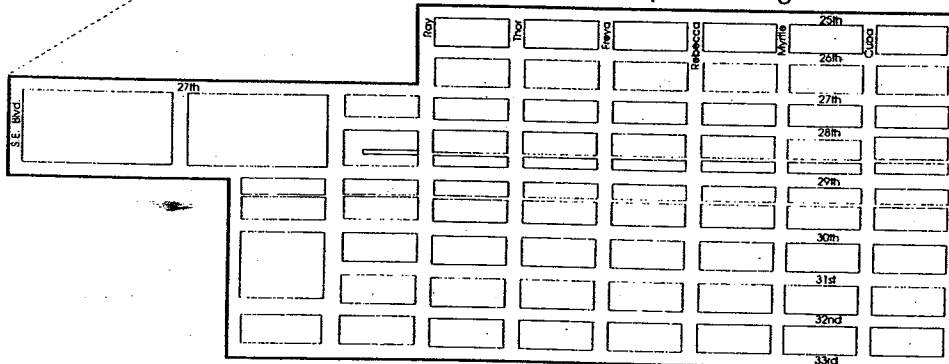 Ray
Thor
Freya
Rebecca
Myrtle
Cuba
25th
26th
27th
27th
S.E. Blvd.
28th
29th
30th
31st
32nd
33rd